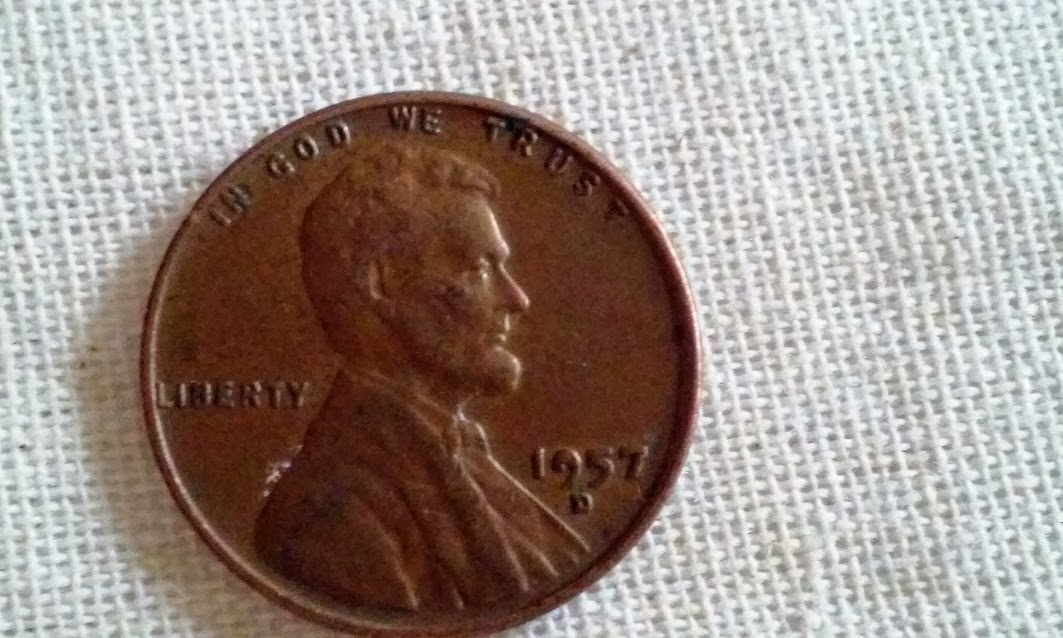 IN GOD WE TRUST
LIBERTY
1957
D